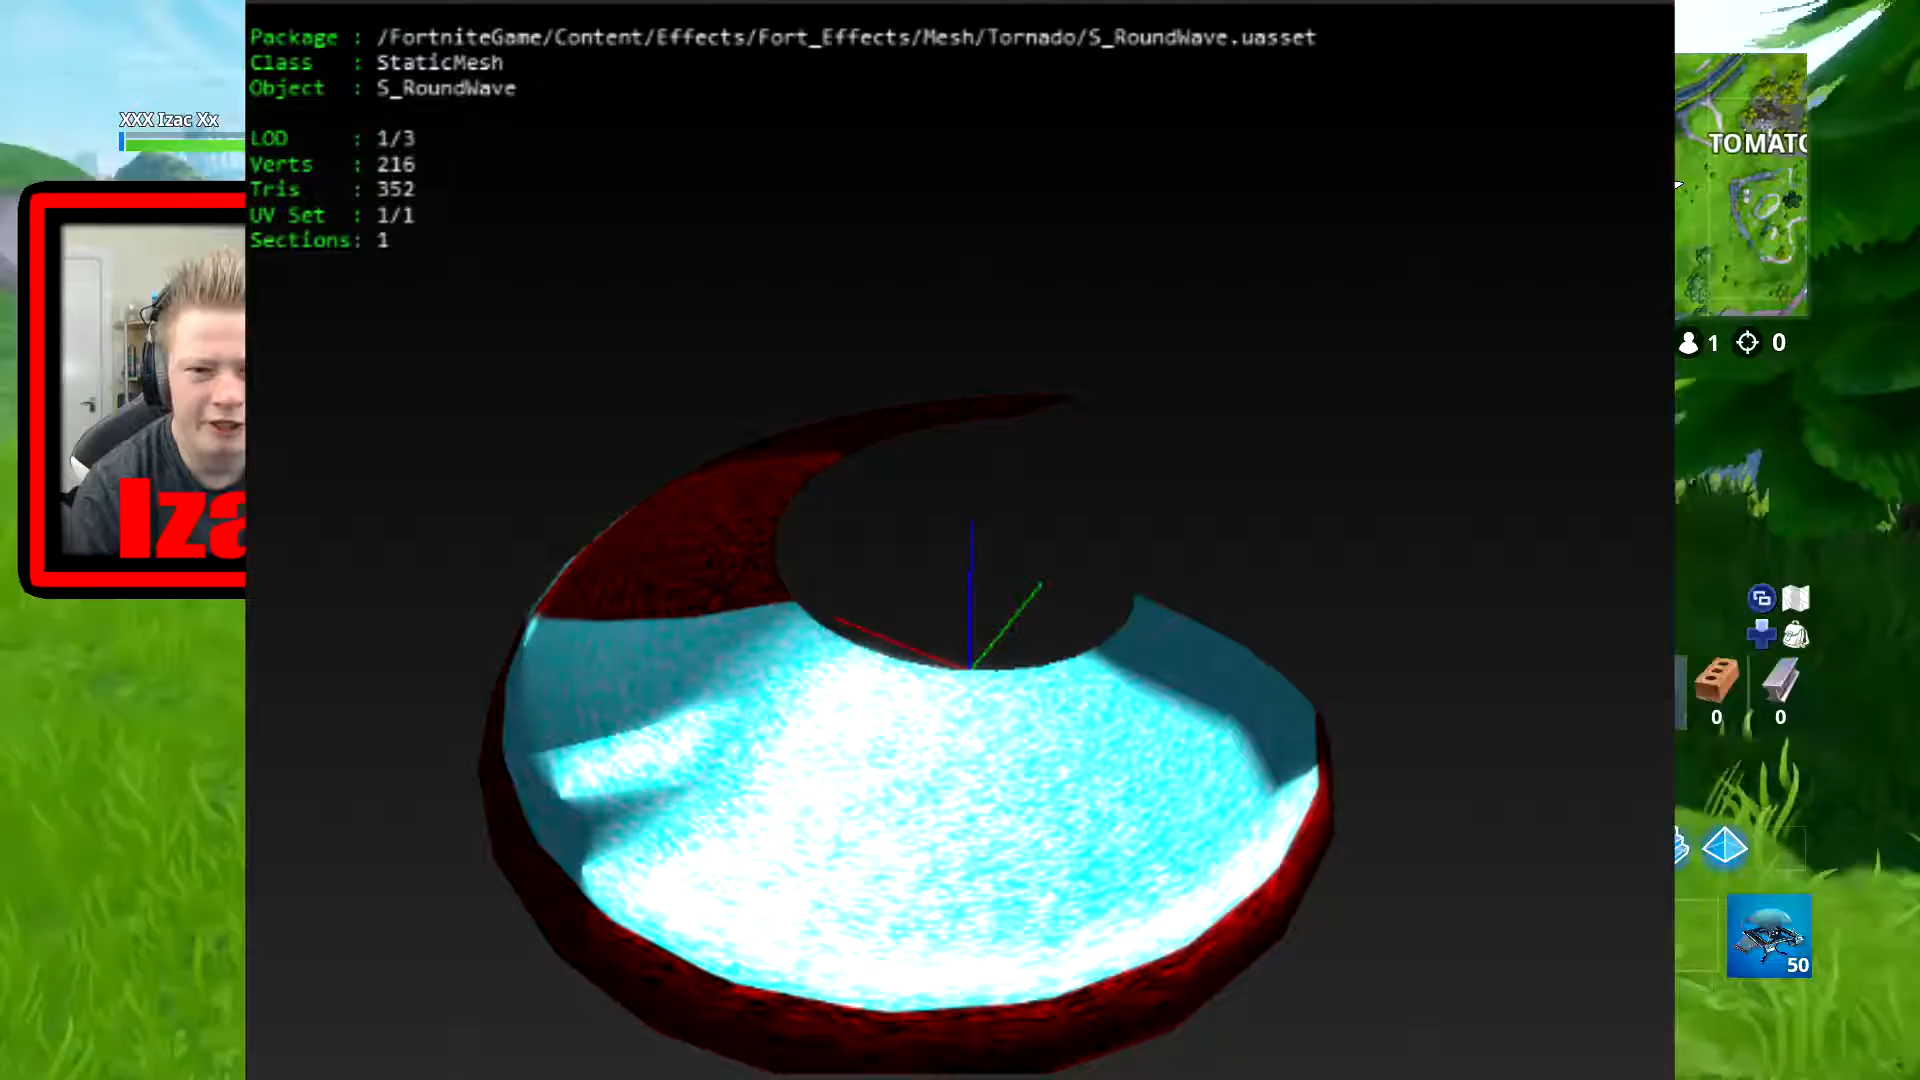 Package : /FortniteGame/Content/Effects/Fort_Effects/Mesh/Tornado/S_RoundWave.uasset
Class : StaticMesh
Object : S_RoundWave
LOD : 1/3
Verts : 216
Tris : 352
UV Set : 1/1
Sections: 1
XXX Izac Xx
Iza
TOMATO
1 0
0 0
50